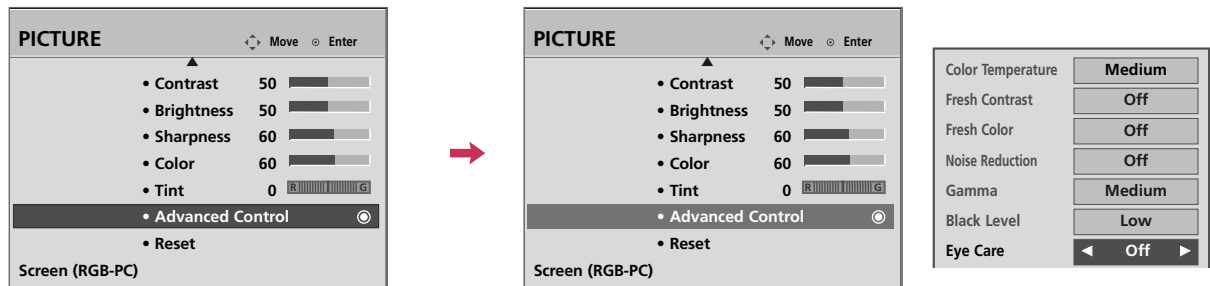 PICTURE Move Enter
• Contrast 50
• Brightness 50
• Sharpness 60
• Color 60
• Tint 0 R G
• Advanced Control
• Reset
Screen (RGB-PC)
PICTURE Move Enter
• Contrast 50
• Brightness 50
• Sharpness 60
• Color 60
• Tint 0 R G
• Advanced Control
• Reset
Screen (RGB-PC)
Color Temperature Medium
Fresh Contrast Off
Fresh Color Off
Noise Reduction Off
Gamma Medium
Black Level Low
Eye Care ◄ Off ►